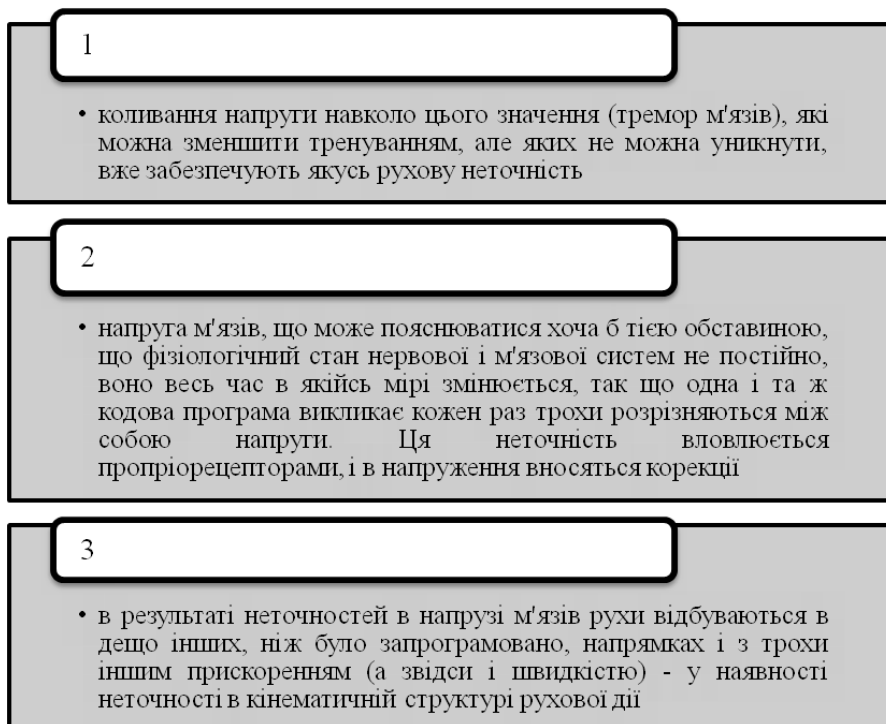 1
• коливання напруги навколо цього значення (тремор м'язів), які
можна зменшити тренуванням, але яких не можна уникнути,
вже забезпечують якусь рухову неточність
2
• напруга м'язів, що може пояснюватися хоча б тією обставиною,
що фізіологічний стан нервової і м'язової систем не постійно,
воно весь час в якійсь мірі змінюється, так що одна і та ж
кодова програма викликає кожен раз трохи розрізняються між
собою напруги. Ця неточність вловлюється
пропріорецепторами, і в напруження вносяться корекції
3
• в результаті неточностей в напрузі м'язів рухи відбуваються в
дещо інших, ніж було запрограмовано, напрямках і з трохи
іншим прискоренням (а звідси і швидкістю) - у наявності
неточності в кінематичній структурі рухової дії